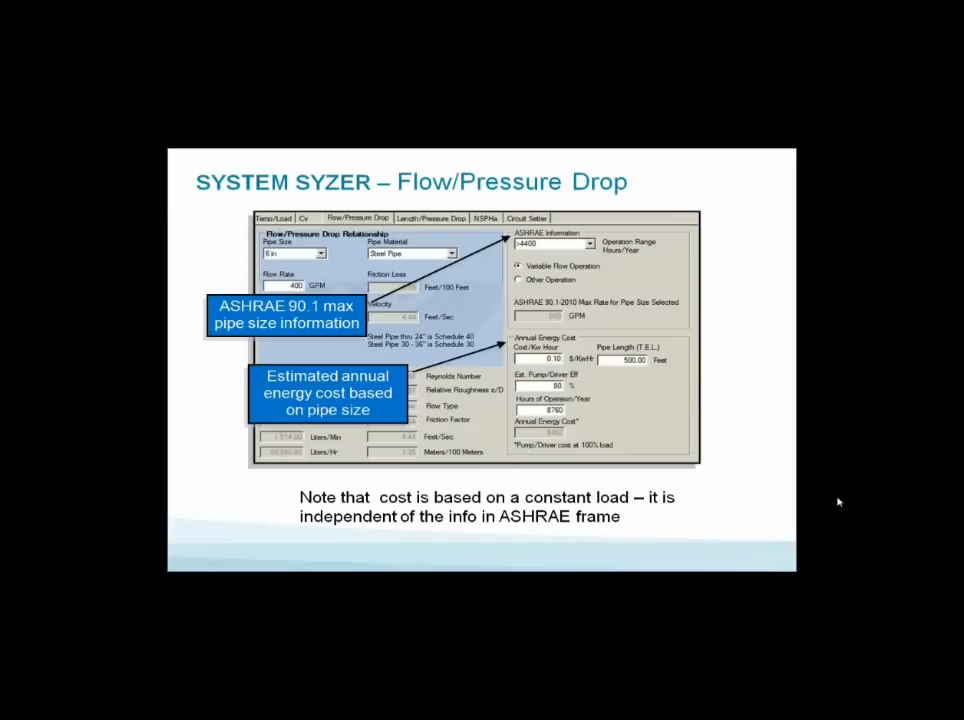 SYSTEM SYZER – Flow/Pressure Drop
Temp/Load
Cv
Flow/Pressure Drop
Length/Pressure Drop
NSPHa
Circuit Setter
Flow/Pressure Drop Relationship
Pipe Size
Pipe Material
6 in
Steel Pipe
Flow Rate
Friction Loss
400 GPM
Feet/100 Feet
Velocity
4.44 Feet/Sec
Steel Pipe thru 24" is Schedule 40
Steel Pipe 30 - 36" is Schedule 30
ASHRAE 90.1 max
pipe size information
Estimated annual
energy cost based
on pipe size
Reynolds Number
Relative Roughness ε/D
Flow Type
Friction Factor
1,514.00 Liters/Min
4.44 Feet/Sec
Liters/Hr
Meters/100 Meters
ASHRAE Information
>4400
Operation Range
Hours/Year
Variable Flow Operation
Other Operation
ASHRAE 90.1-2010 Max Rate for Pipe Size Selected
GPM
Annual Energy Cost
Cost/Kw Hour
Pipe Length (T.E.L.)
0.10 $/KwHr
500.00 Feet
Est. Pump/Driver Eff
80 %
Hours of Operation/Year
8760
Annual Energy Cost*
*Pump/Driver cost at 100% load
Note that cost is based on a constant load – it is
independent of the info in ASHRAE frame